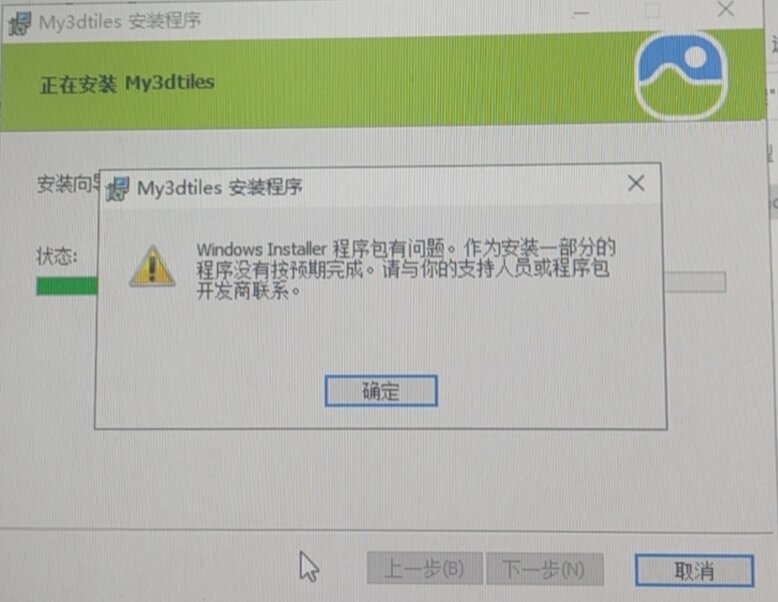 My3dtiles 安装程序
正在安装 My3dtiles
安装向导
My3dtiles 安装程序
状态:
Windows Installer 程序包有问题。作为安装一部分的
程序没有按预期完成。请与你的支持人员或程序包
开发商联系。
确定
上一步(B)
下一步(N)
取消